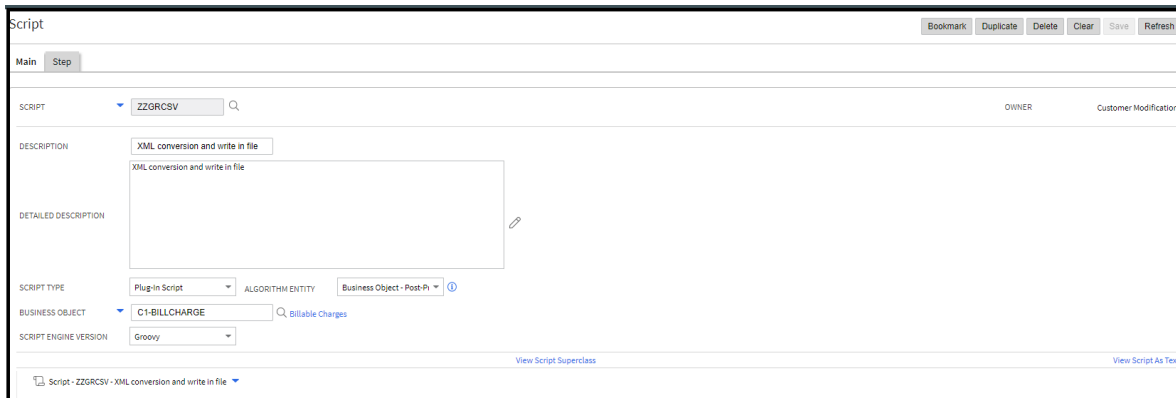 Script
Bookmark Duplicate Delete Clear Save Refresh
Main Step
SCRIPT ZZGRCSV OWNER Customer Modification
DESCRIPTION XML conversion and write in file
XML conversion and write in file
DETAILED DESCRIPTION
SCRIPT TYPE Plug-In Script ALGORITHM ENTITY Business Object - Post-Pr
BUSINESS OBJECT C1-BILLCHARGE Billable Charges
SCRIPT ENGINE VERSION Groovy
View Script Superclass View Script As Tex
Script - ZZGRCSV - XML conversion and write in file